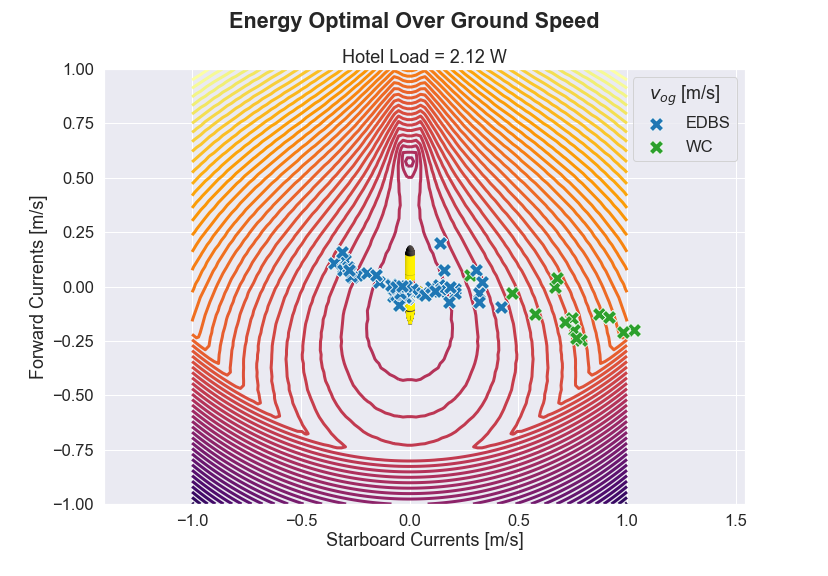 Energy Optimal Over Ground Speed
Hotel Load = 2.12 W
v_og [m/s]
EDBS
WC
Forward Currents [m/s]
1.00
0.75
0.50
0.25
0.00
−0.25
−0.50
−0.75
−1.00
−1.0 −0.5 0.0 0.5 1.0 1.5
Starboard Currents [m/s]